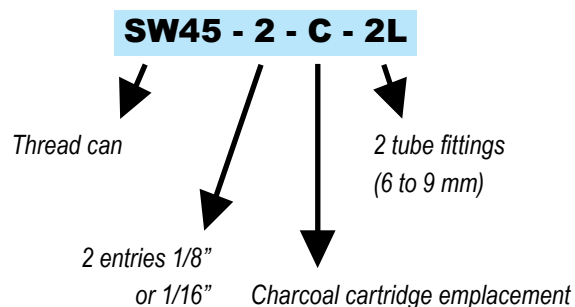 SW45 - 2 - C - 2L
Thread can
2 tube fittings
(6 to 9 mm)
2 entries 1/8”
or 1/16”
Charcoal cartridge emplacement